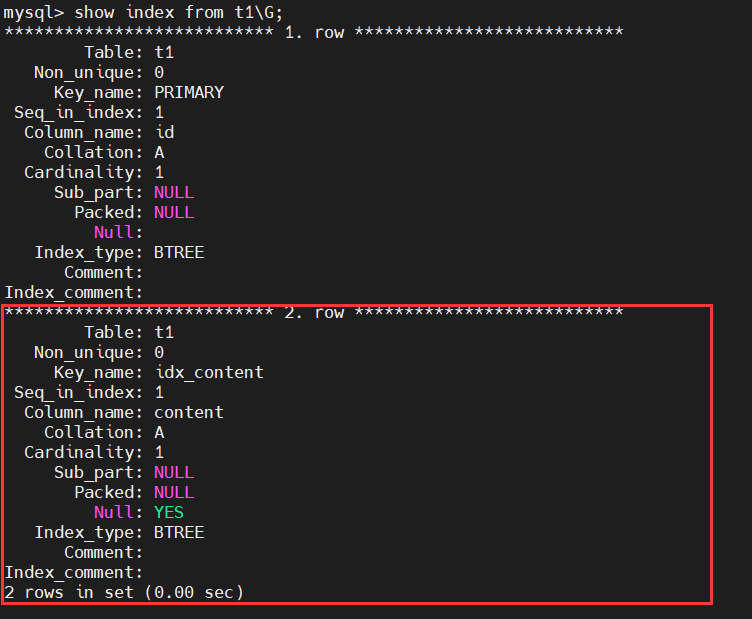 mysql> show index from t1\G;
*************************** 1. row ***************************
Table: t1
Non_unique: 0
Key_name: PRIMARY
Seq_in_index: 1
Column_name: id
Collation: A
Cardinality: 1
Sub_part: NULL
Packed: NULL
Null:
Index_type: BTREE
Comment:
Index_comment:
*************************** 2. row ***************************
Table: t1
Non_unique: 0
Key_name: idx_content
Seq_in_index: 1
Column_name: content
Collation: A
Cardinality: 1
Sub_part: NULL
Packed: NULL
Null: YES
Index_type: BTREE
Comment:
Index_comment:
2 rows in set (0.00 sec)